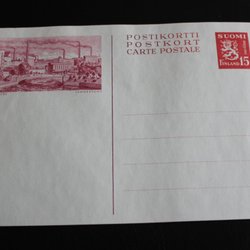 POSTIKORTTI
POSTKORT
CARTE POSTALE
SUOMI
FINLAND 15